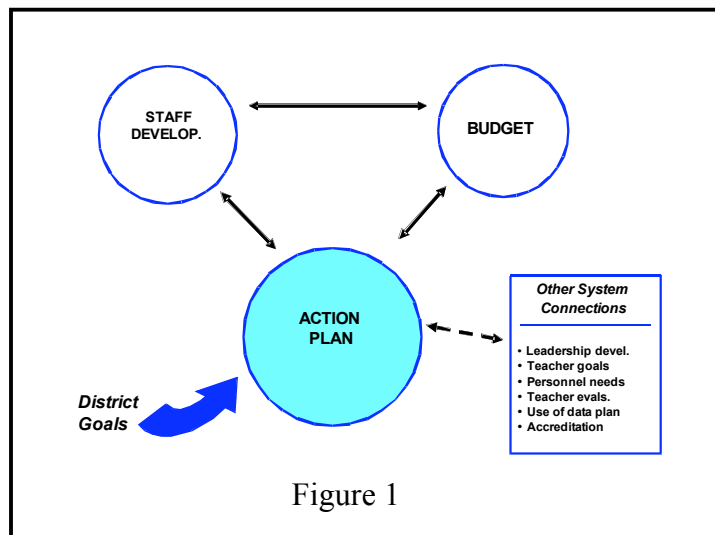 STAFF
DEVELOP.
BUDGET
ACTION
PLAN
Other System
Connections
• Leadership devel.
• Teacher goals
• Personnel needs
• Teacher evals.
• Use of data plan
• Accreditation
District
Goals
Figure 1